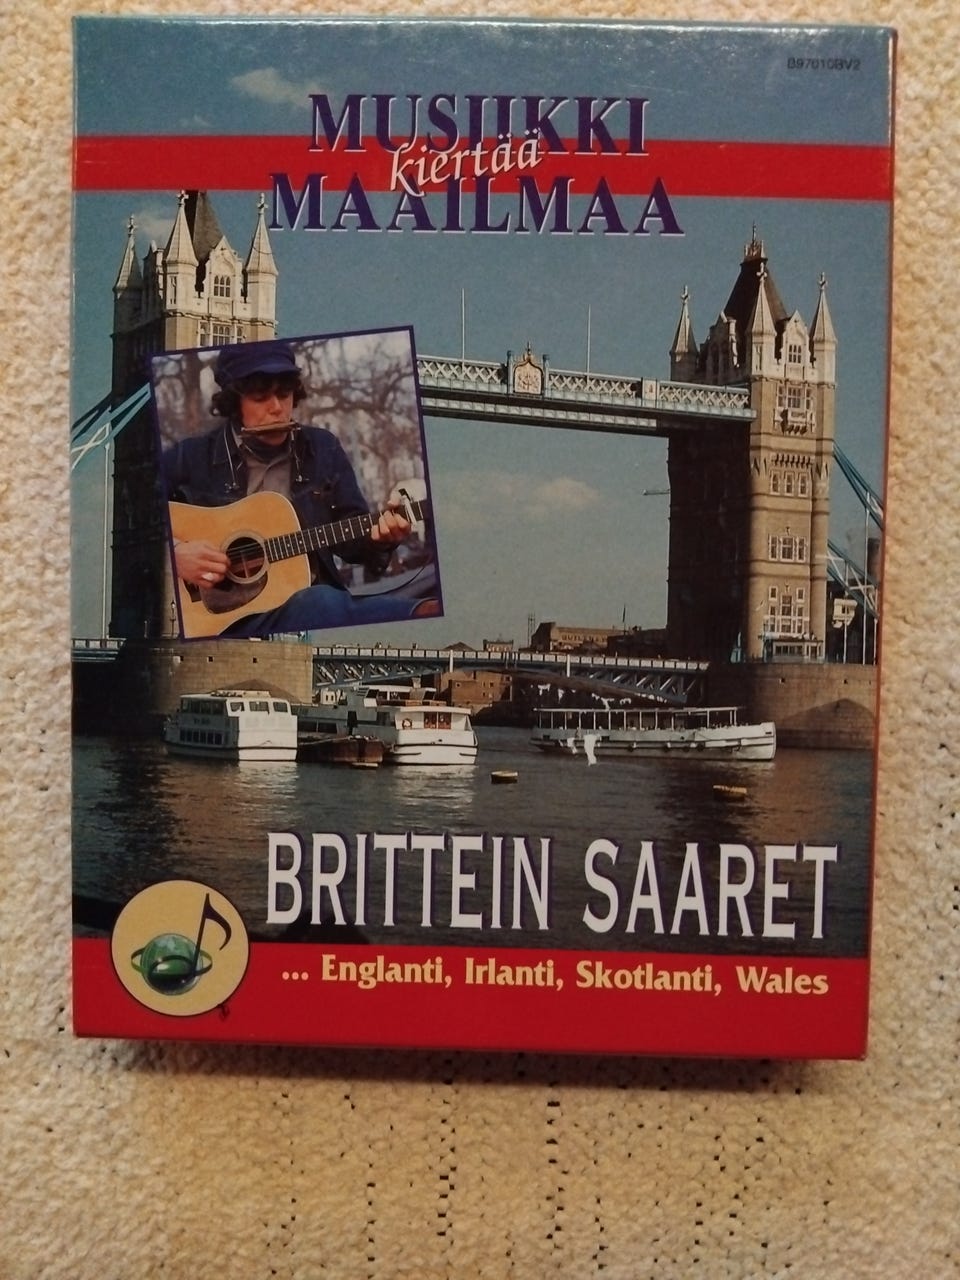 B97010BV2
MUSIIKKI
kiertää
MAAILMAA
BRITTEIN SAARET
... Englanti, Irlanti, Skotlanti, Wales